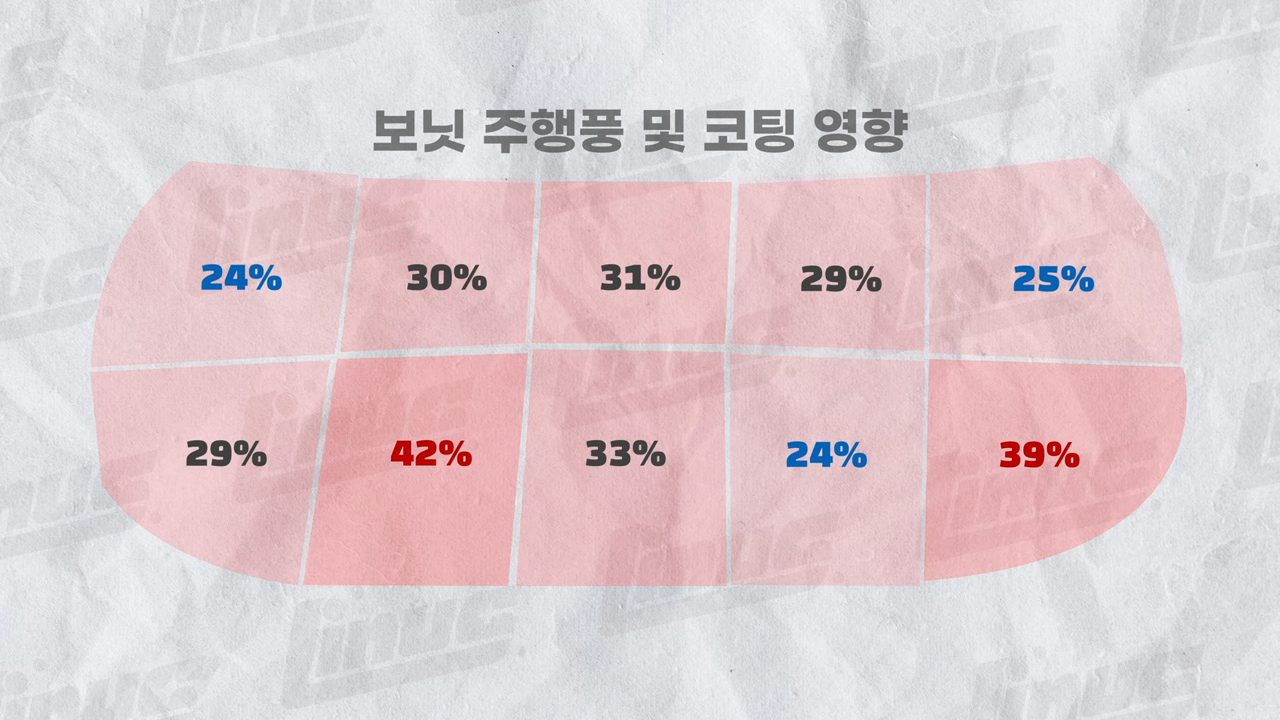 보닛 주행풍 및 코팅 영향
24% 30% 31% 29% 25%
29% 42% 33% 24% 39%